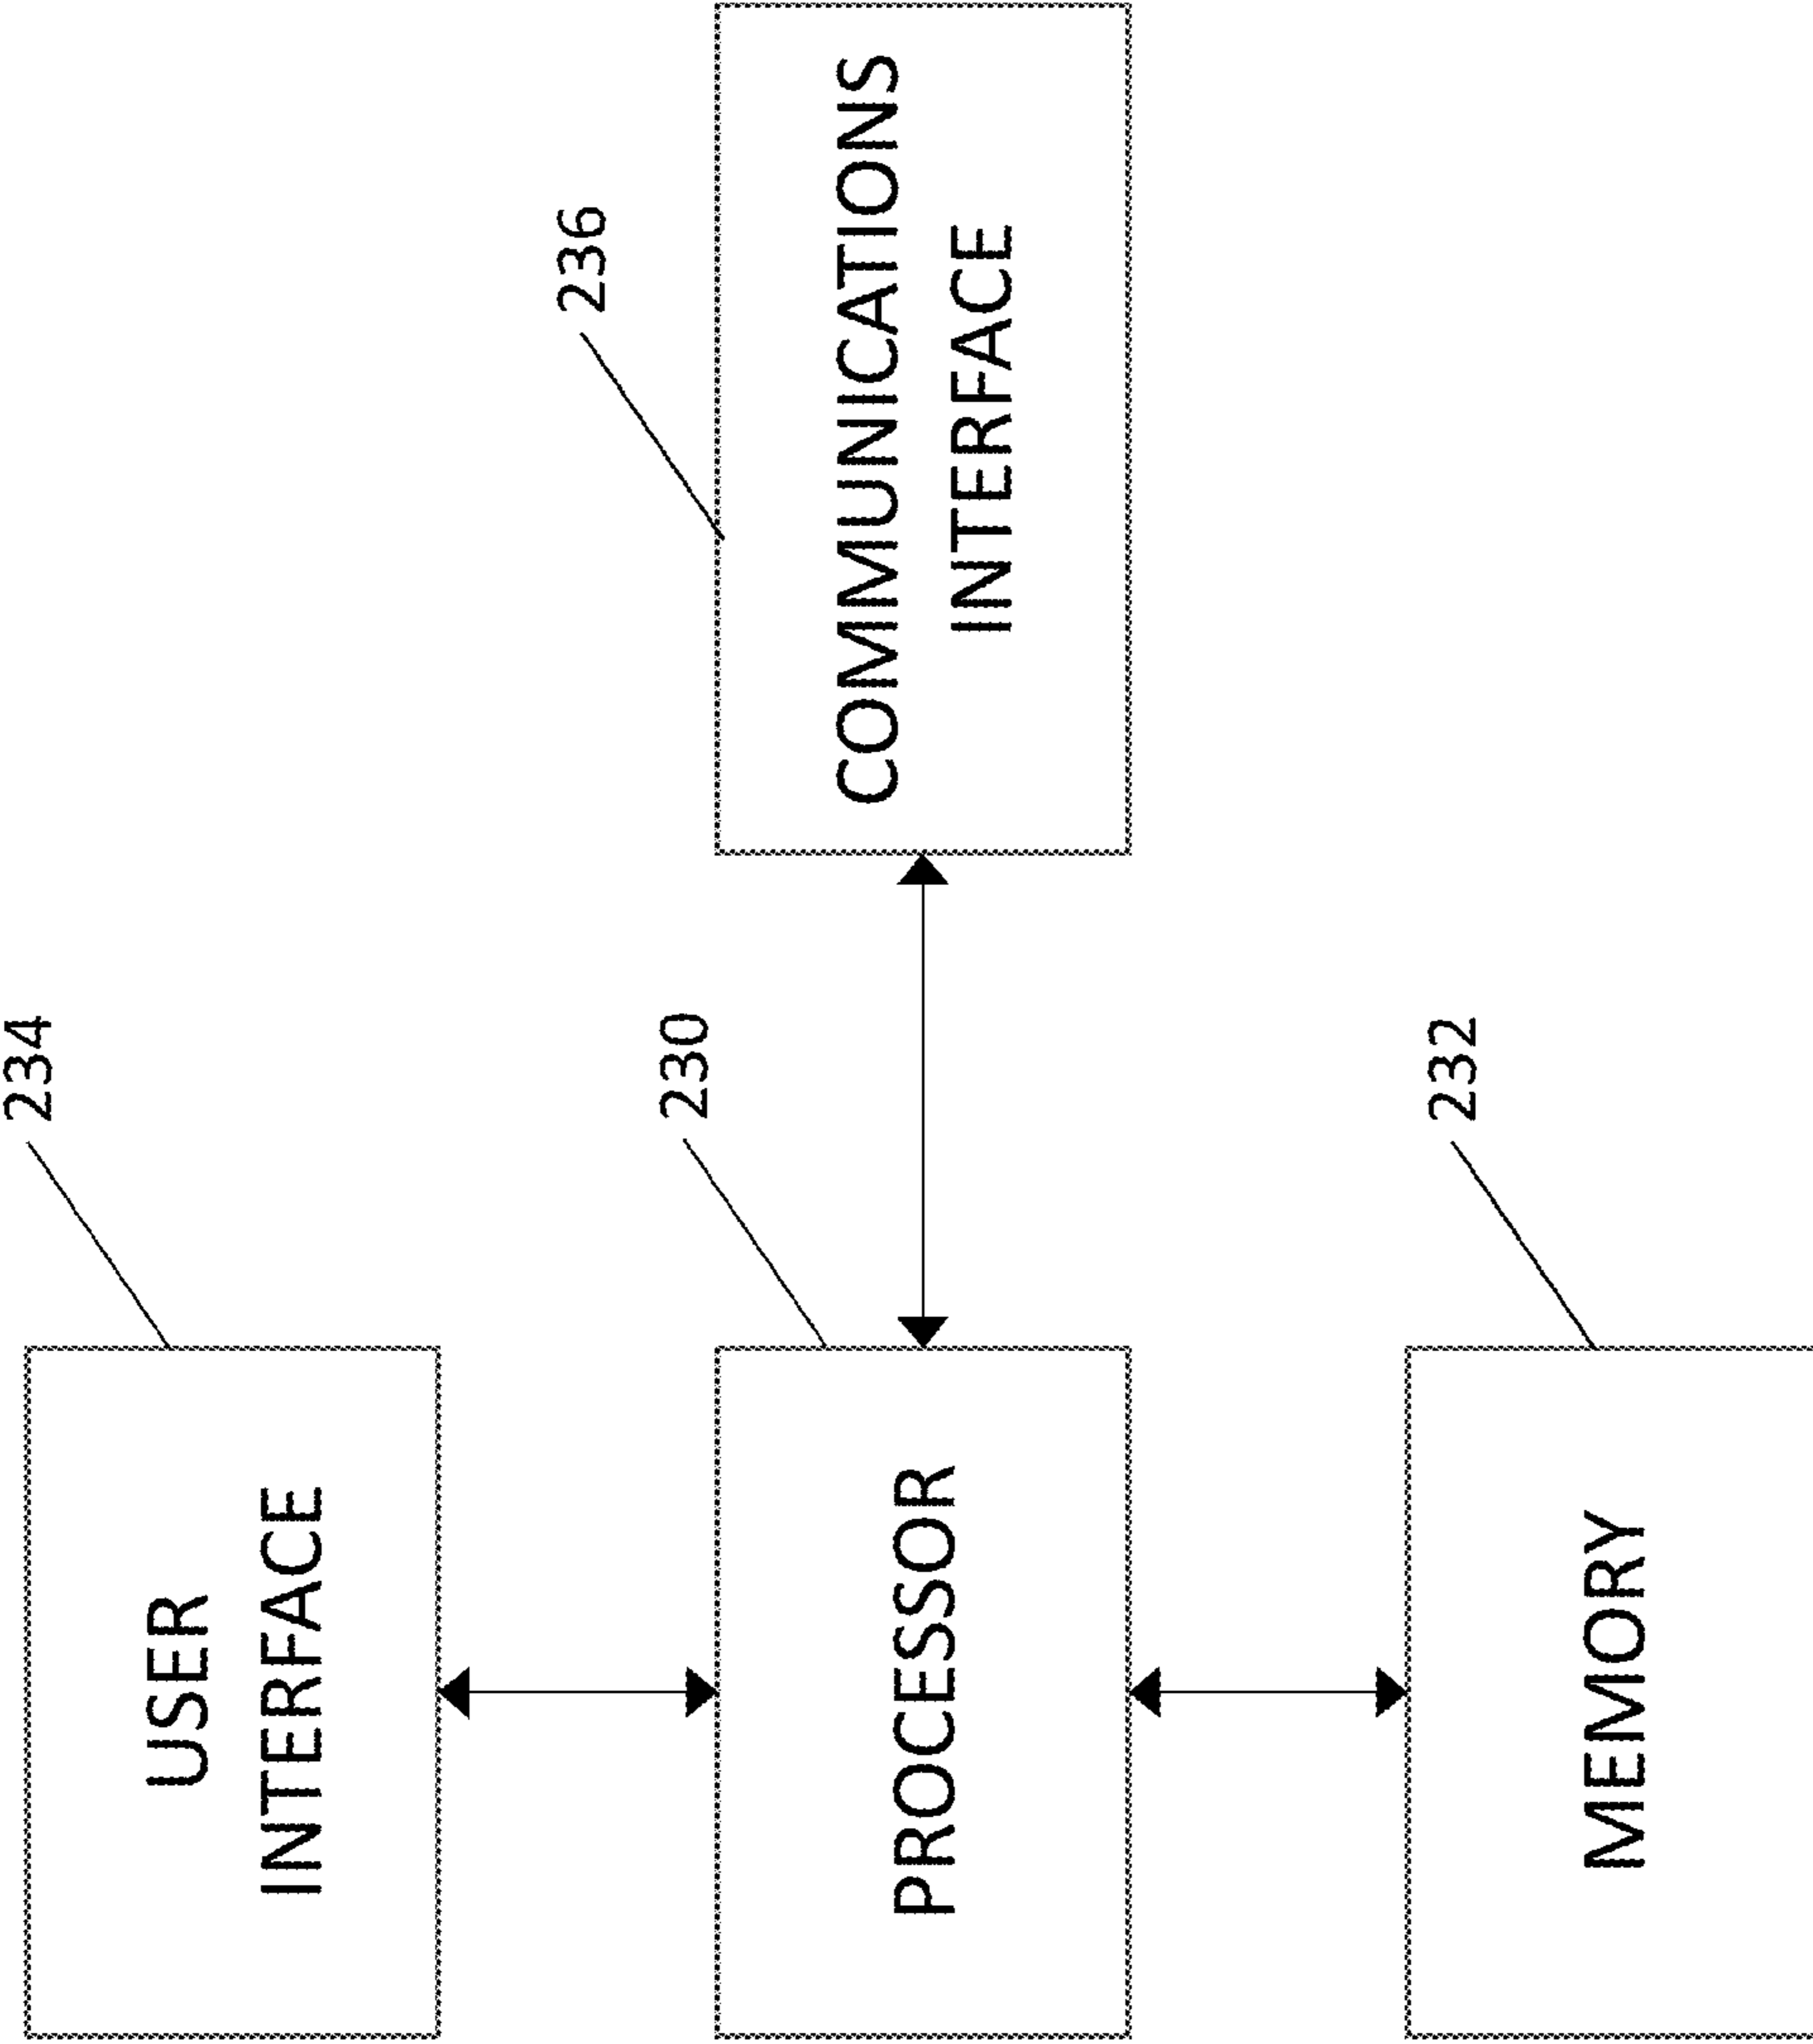 234
USER
INTERFACE
236
COMMUNICATIONS
INTERFACE
230
PROCESSOR
232
MEMORY